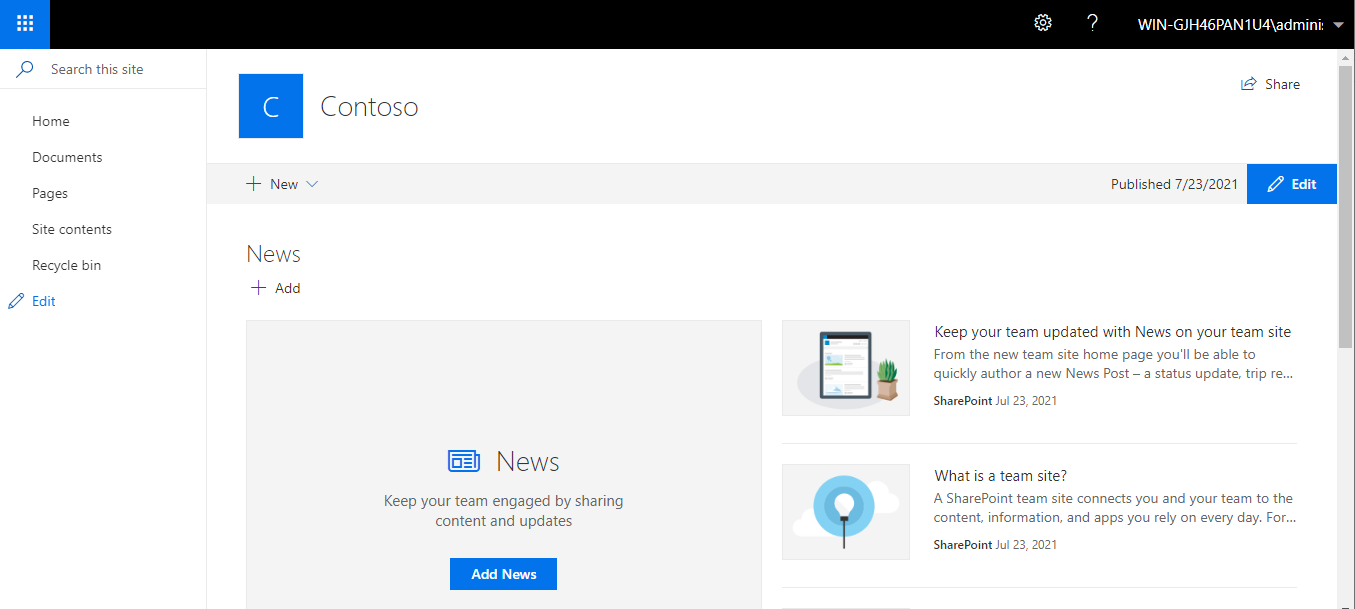 WIN-GJH46PAN1U4\adminis
Search this site
Home
Documents
Pages
Site contents
Recycle bin
Edit
C
Contoso
Share
New
Published 7/23/2021
Edit
News
Add
News
Keep your team engaged by sharing
content and updates
Add News
Keep your team updated with News on your team site
From the new team site home page you'll be able to
quickly author a new News Post – a status update, trip re...
SharePoint Jul 23, 2021
What is a team site?
A SharePoint team site connects you and your team to the
content, information, and apps you rely on every day. For...
SharePoint Jul 23, 2021